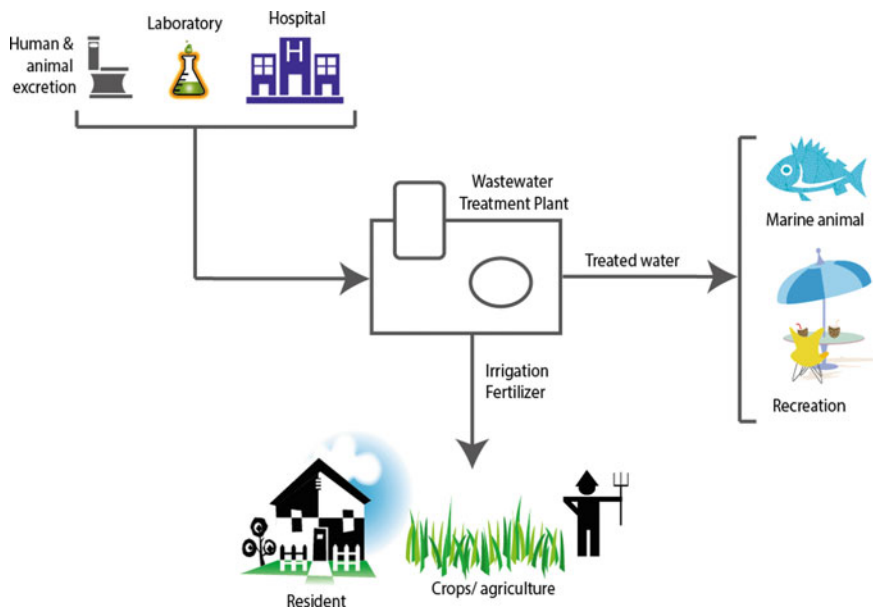 Human &
animal
excretion
Laboratory
Hospital
H
Wastewater
Treatment Plant
Treated water
Marine animal
Recreation
Irrigation
Fertilizer
Resident
Crops/ agriculture